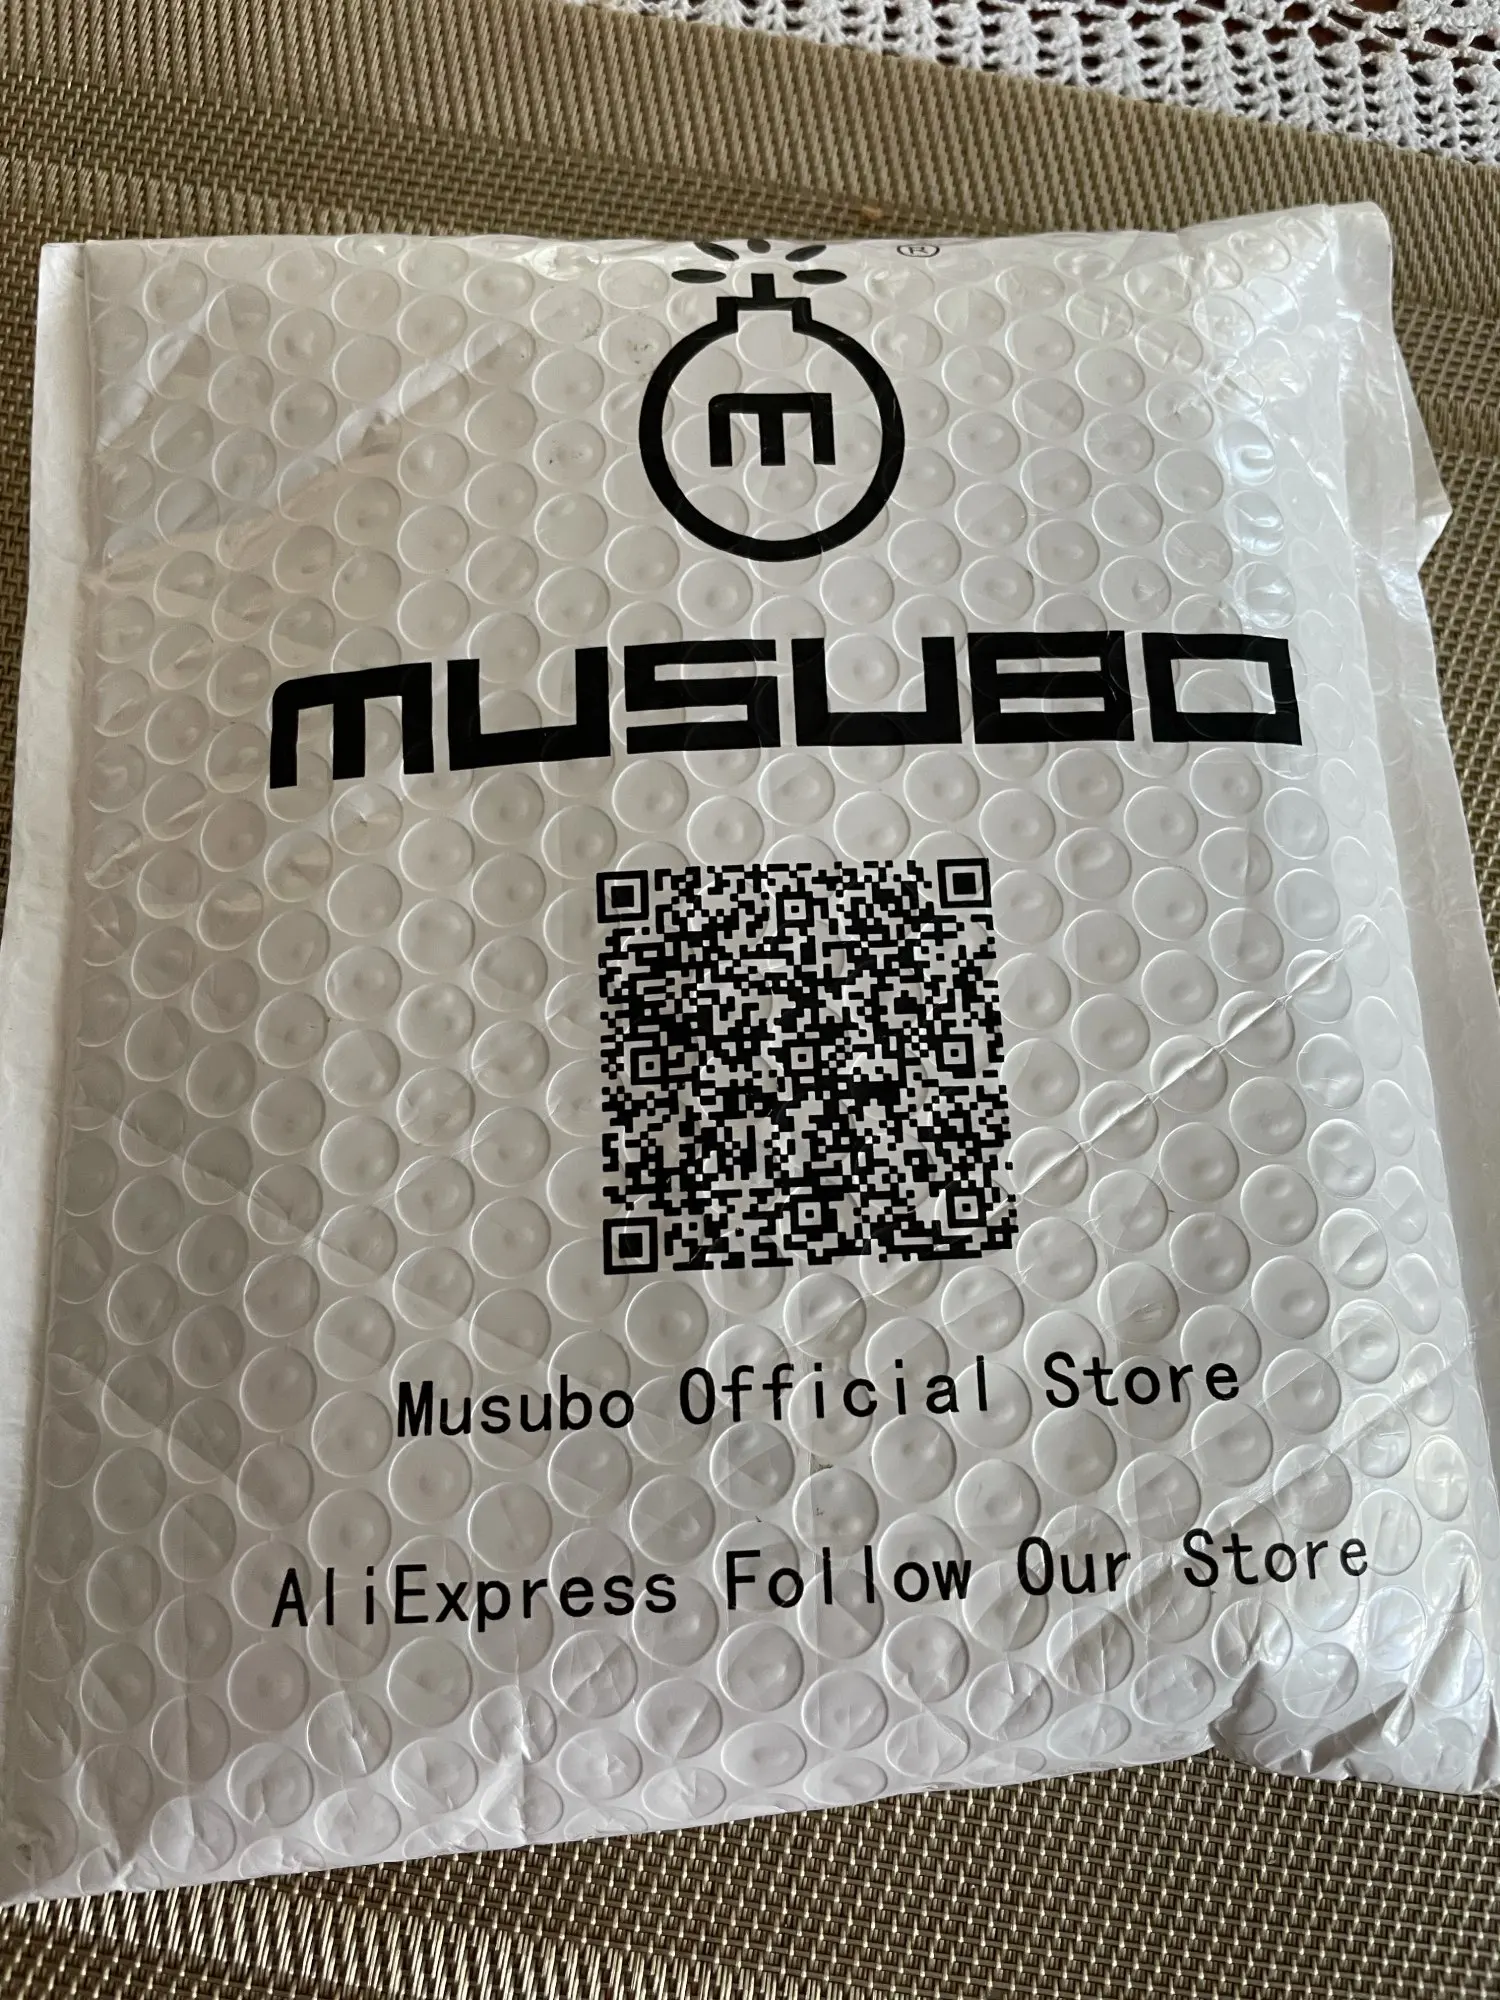 ®
m
MUSUBO
Musubo Official Store
AliExpress Follow Our Store